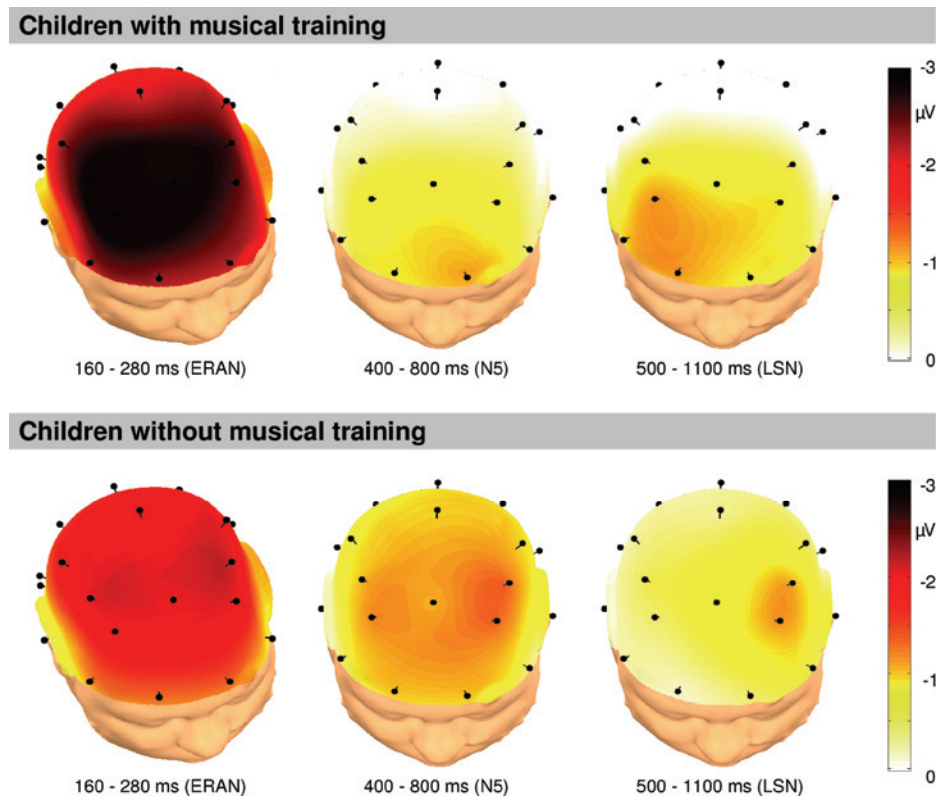 Children with musical training
-3
µV
-2
-1
0
160 - 280 ms (ERAN)
400 - 800 ms (N5)
500 - 1100 ms (LSN)
Children without musical training
-3
µV
-2
-1
0
160 - 280 ms (ERAN)
400 - 800 ms (N5)
500 - 1100 ms (LSN)